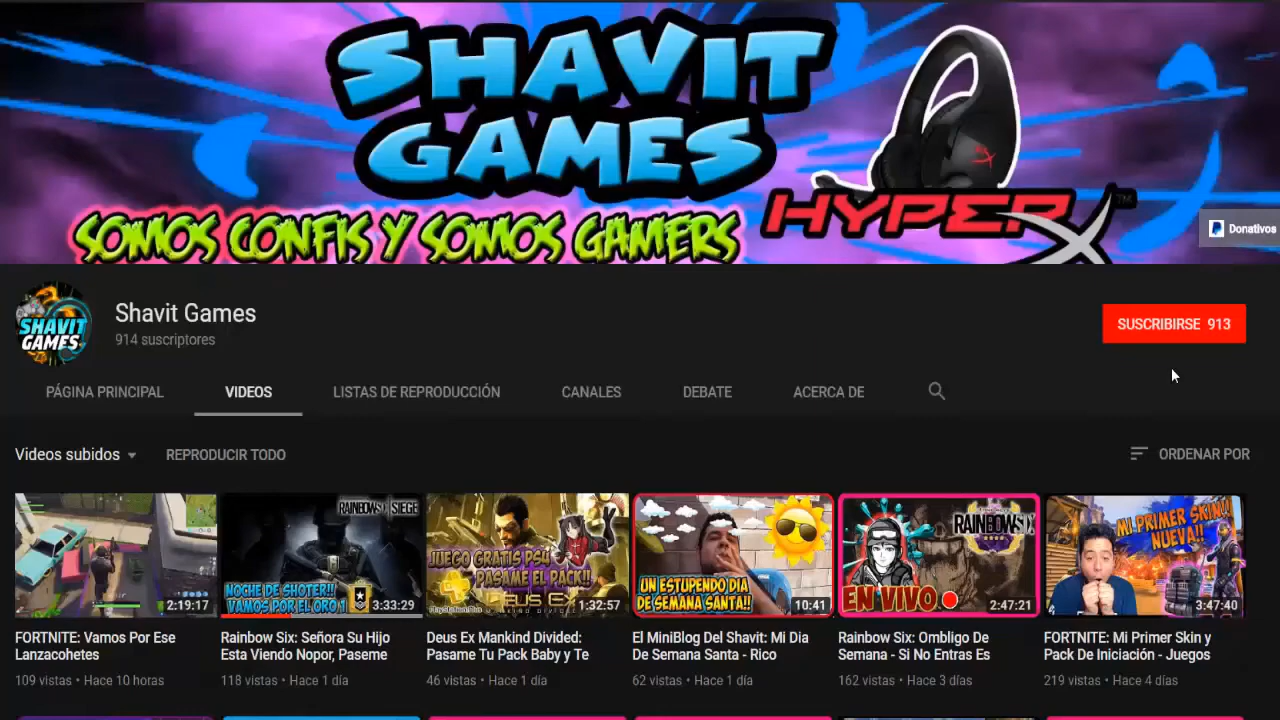 SHAVIT
GAMES
HYPERX™
SOMOS CONFIS Y SOMOS GAMERS
Donativos
SHAVIT
GAMES
Shavit Games
914 suscriptores
SUSCRIBIRSE 913
PÁGINA PRINCIPAL VIDEOS LISTAS DE REPRODUCCIÓN CANALES DEBATE ACERCA DE
Videos subidos REPRODUCIR TODO ORDENAR POR
2:19:17
RAINBOW SIX SIEGE
NOCHE DE SHOTER!!
VAMOS POR EL ORO 1
3:33:29
JUEGO GRATIS PS4
PASAME EL PACK!!
PlayStation Plus
DEUS EX
1:32:57
UN ESTUPENDO DIA
DE SEMANA SANTA!!
10:41
RAINBOW SIX
EN VIVO
2:47:21
MI PRIMER SKIN!!
NUEVA!!
3:47:40
FORTNITE: Vamos Por Ese
Lanzacohetes
109 vistas • Hace 10 horas
Rainbow Six: Señora Su Hijo
Esta Viendo Nopor, Paseme
118 vistas • Hace 1 día
Deus Ex Mankind Divided:
Pasame Tu Pack Baby y Te
46 vistas • Hace 1 día
El MiniBlog Del Shavit: Mi Dia
De Semana Santa - Rico
62 vistas • Hace 1 día
Rainbow Six: Ombligo De
Semana - Si No Entras Es
162 vistas • Hace 3 días
FORTNITE: Mi Primer Skin y
Pack De Iniciación - Juegos
219 vistas • Hace 4 días